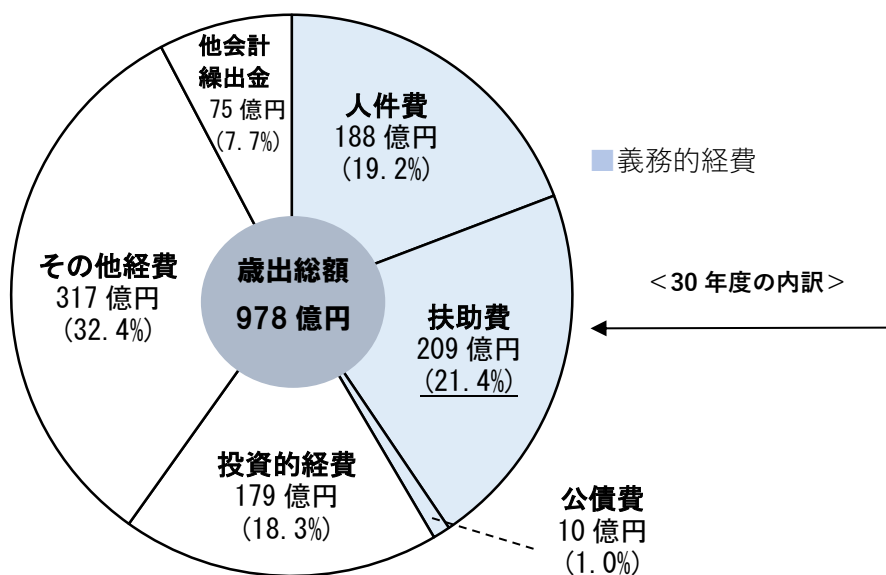 他会計
繰出金
75 億円
(7.7%)
人件費
188 億円
(19.2%)
■義務的経費
その他経費
317 億円
(32.4%)
歳出総額
978 億円
扶助費
209 億円
(21.4%)
＜30 年度の内訳＞
投資的経費
179 億円
(18.3%)
公債費
10 億円
(1.0%)